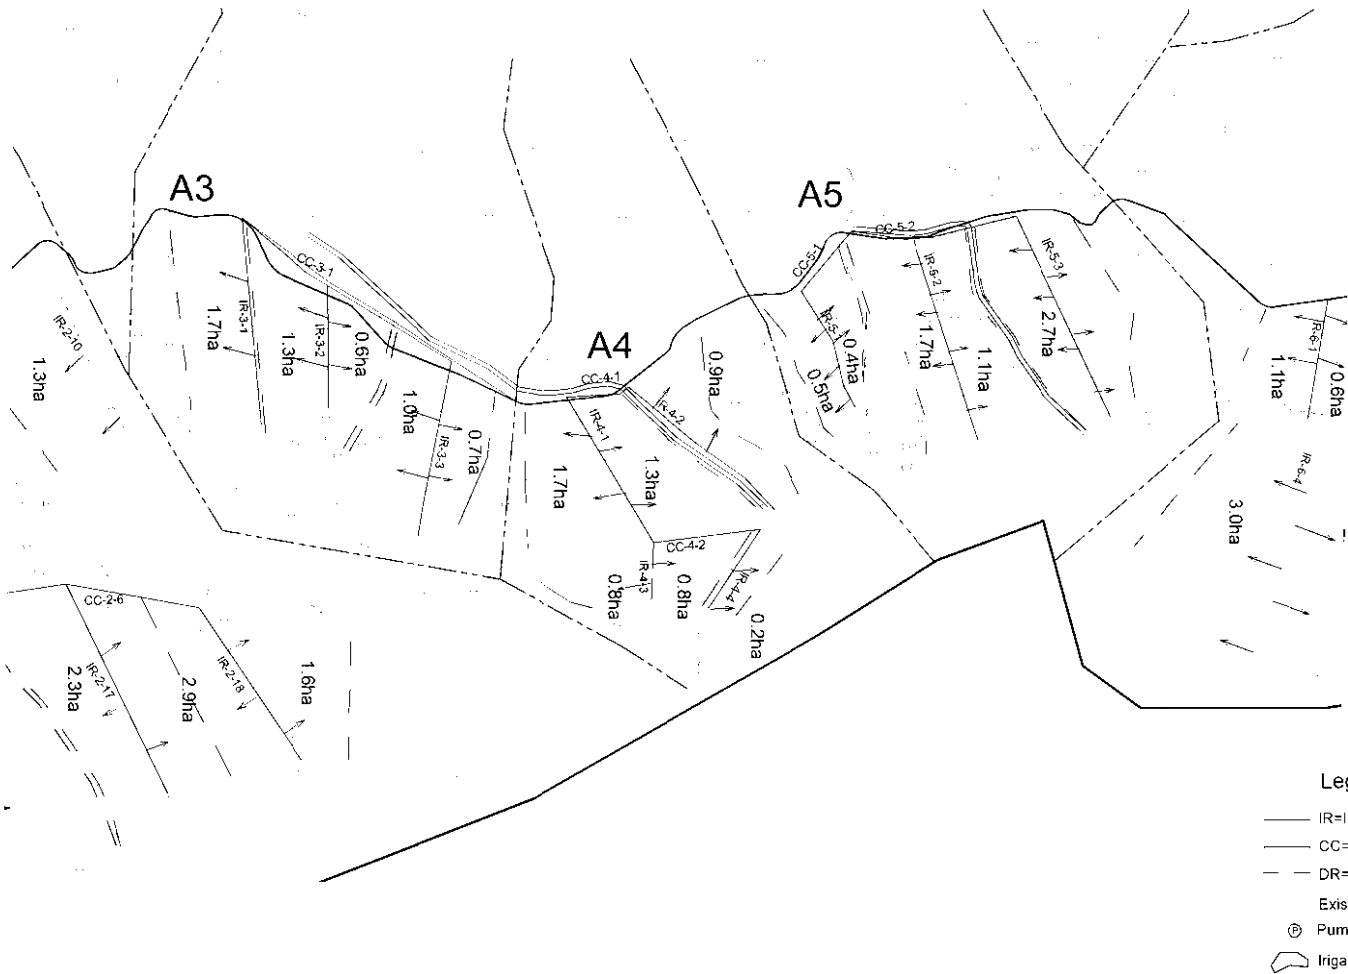 A3
A5
CC-3-1
CC-5-1
CC-5-2
IR-2-10
1.3ha
IR-3-1
1.7ha
IR-3-2
1.3ha
0.6ha
IR-3-3
1.0ha
0.7ha
A4
CC-4-1
IR-4-1
IR-4-2
0.9ha
1.7ha
1.3ha
CC-4-2
IR-4-3
0.8ha
0.8ha
IR-4-4
0.2ha
IR-5-1
0.4ha
0.5ha
IR-5-2
1.7ha
1.1ha
IR-5-3
2.7ha
IR-6-1
1.1ha
0.6ha
IR-6-4
3.0ha
CC-2-6
IR-2-17
2.3ha
2.9ha
IR-2-18
1.6ha
Leg
IR=I
CC=
DR=
Exis
P Pum
Iriga